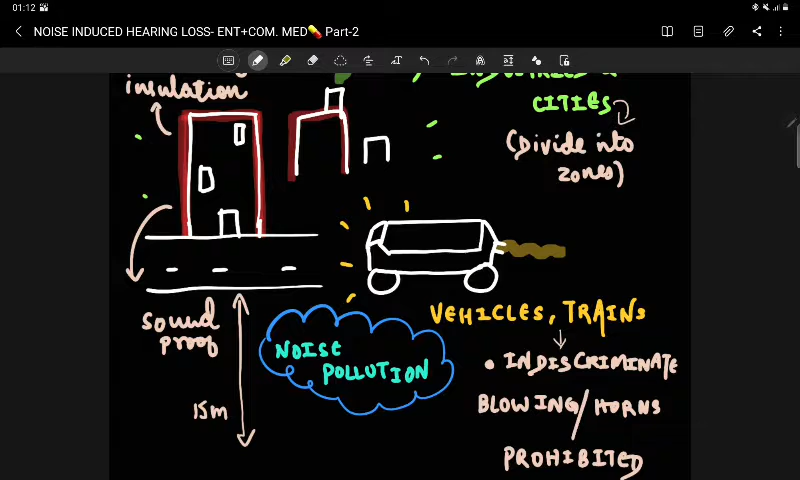 01:12
NOISE INDUCED HEARING LOSS- ENT+COM. MED💊 Part-2
insulation
CITIES
(Divide into
zones)
Sound
proof
NOISE
POLLUTION
15m
VEHICLES, TRAINS
• INDISCRIMINATE
BLOWING/HORNS
PROHIBITED